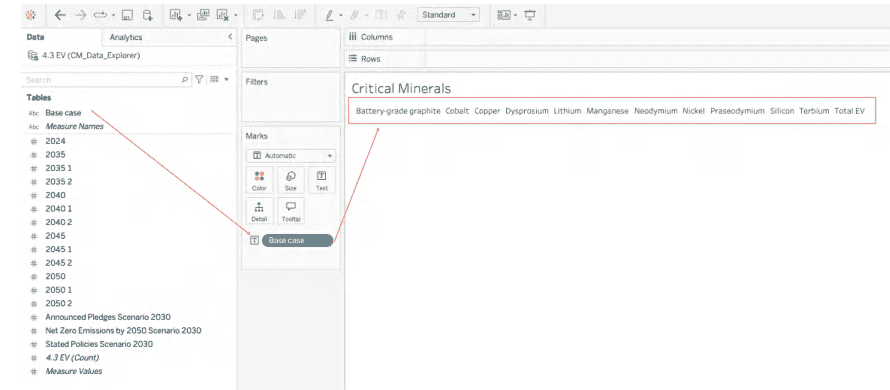 Standard
Data
Analytics
4.3 EV (CM_Data_Explorer)
Search
Tables
Abc Base case
Abc Measure Names
# 2024
# 2035
# 2035 1
# 2035 2
# 2040
# 2040 1
# 2040 2
# 2045
# 2045 1
# 2045 2
# 2050
# 2050 1
# 2050 2
# Announced Pledges Scenario 2030
# Net Zero Emissions by 2050 Scenario 2030
# Stated Policies Scenario 2030
# 4.3 EV (Count)
# Measure Values
Pages
Filters
Marks
T Automatic
Color Size Text
Detail Tooltip
T Base case
Columns
Rows
Critical Minerals
Battery-grade graphite Cobalt Copper Dysprosium Lithium Manganese Neodymium Nickel Praseodymium Silicon Terbium Total EV